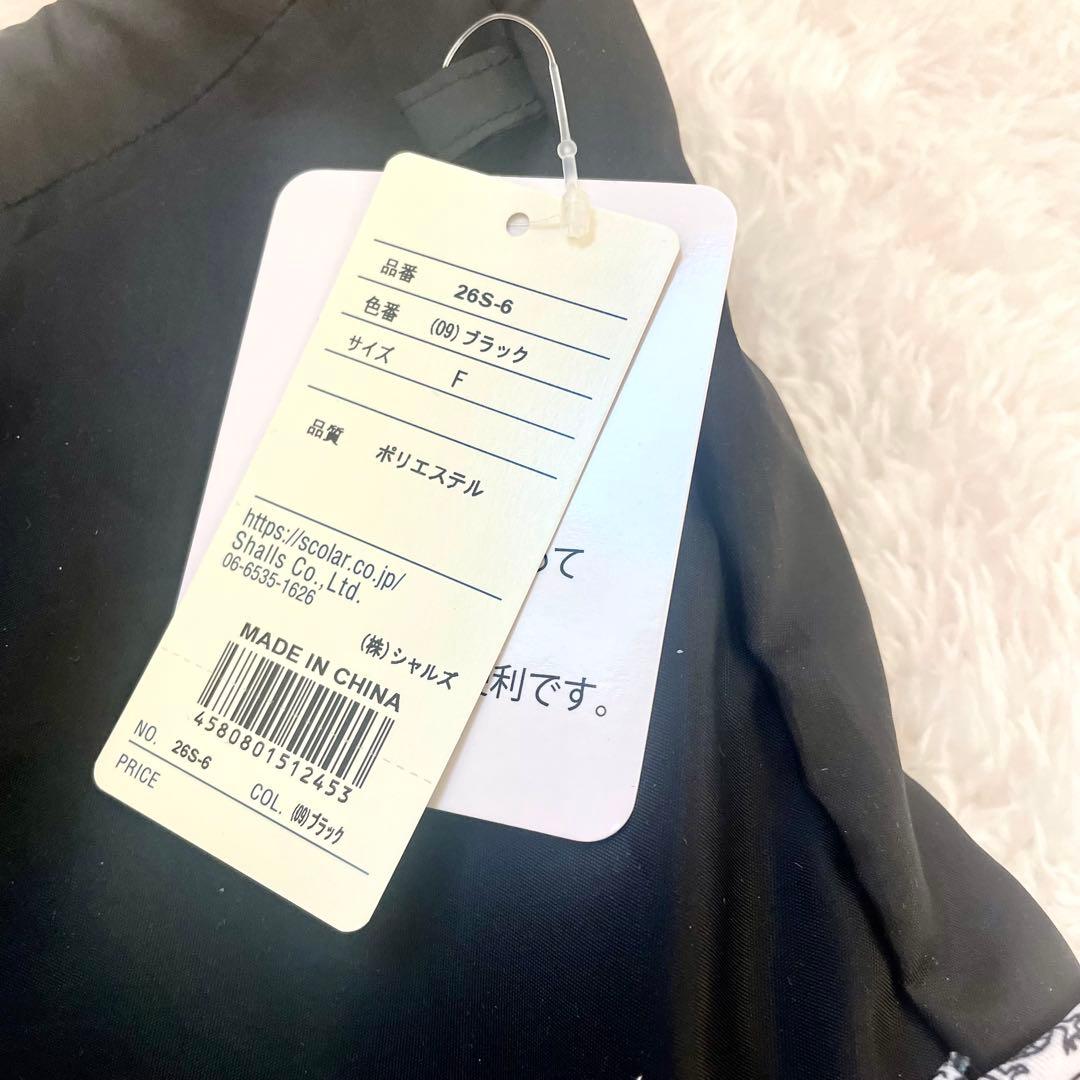 品番 26S-6
色番 (09)ブラック
サイズ F
品質 ポリエステル
https://scolar.co.jp/
Shalls Co.,Ltd.
06-6535-1626
(株)シャルズ
MADE IN CHINA
4580801512453
NO. 26S-6
COL. (09)ブラック
PRICE
て
利です。